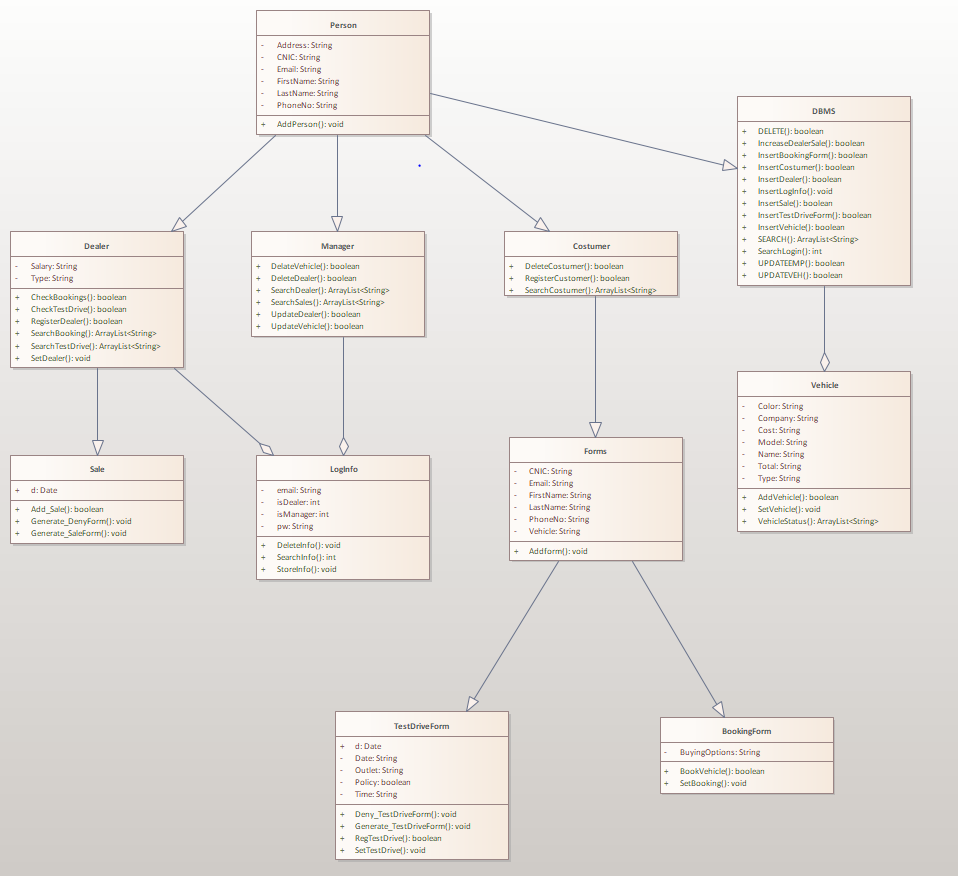 Person
- Address: String
- CNIC: String
- Email: String
- FirstName: String
- LastName: String
- PhoneNo: String
+ AddPerson(): void
DBMS
+ DELETE(): boolean
+ IncreaseDealerSale(): boolean
+ InsertBookingForm(): boolean
+ InsertCostumer(): boolean
+ InsertDealer(): boolean
+ InsertLogInfo(): void
+ InsertSale(): boolean
+ InsertTestDriveForm(): boolean
+ InsertVehicle(): boolean
+ SEARCH(): ArrayList<String>
+ SearchLogin(): int
+ UPDATEEMP(): boolean
+ UPDATEVEH(): boolean
Dealer
- Salary: String
- Type: String
+ CheckBookings(): boolean
+ CheckTestDrive(): boolean
+ RegisterDealer(): boolean
+ SearchBooking(): ArrayList<String>
+ SearchTestDrive(): ArrayList<String>
+ SetDealer(): void
Manager
+ DelateVehicle(): boolean
+ DeleteDealer(): boolean
+ SearchDealer(): ArrayList<String>
+ SearchSales(): ArrayList<String>
+ UpdateDealer(): boolean
+ UpdateVehicle(): boolean
Costumer
+ DeleteCostumer(): boolean
+ RegisterCustomer(): boolean
+ SearchCostumer(): ArrayList<String>
Vehicle
- Color: String
- Company: String
- Cost: String
- Model: String
- Name: String
- Total: String
- Type: String
+ AddVehicle(): boolean
+ SetVehicle(): void
+ VehicleStatus(): ArrayList<String>
Sale
+ d: Date
+ Add_Sale(): boolean
+ Generate_DenyForm(): void
+ Generate_SaleForm(): void
LogInfo
- email: String
- isDealer: int
- isManager: int
- pw: String
+ DeleteInfo(): void
+ SearchInfo(): int
+ StoreInfo(): void
Forms
- CNIC: String
- Email: String
- FirstName: String
- LastName: String
- PhoneNo: String
- Vehicle: String
+ Addform(): void
TestDriveForm
+ d: Date
- Date: String
- Outlet: String
- Policy: boolean
- Time: String
+ Deny_TestDriveForm(): void
+ Generate_TestDriveForm(): void
+ RegTestDrive(): boolean
+ SetTestDrive(): void
BookingForm
- BuyingOptions: String
+ BookVehicle(): boolean
+ SetBooking(): void